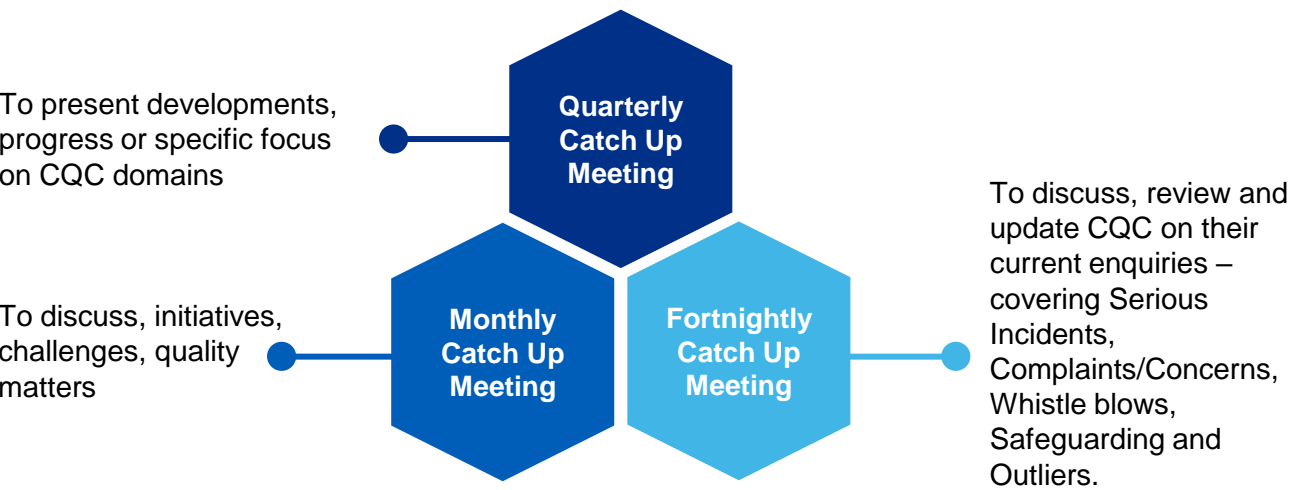 To present developments,
progress or specific focus
on CQC domains
Quarterly
Catch Up
Meeting
To discuss, initiatives,
challenges, quality
matters
Monthly
Catch Up
Meeting
Fortnightly
Catch Up
Meeting
To discuss, review and
update CQC on their
current enquiries –
covering Serious
Incidents,
Complaints/Concerns,
Whistle blows,
Safeguarding and
Outliers.